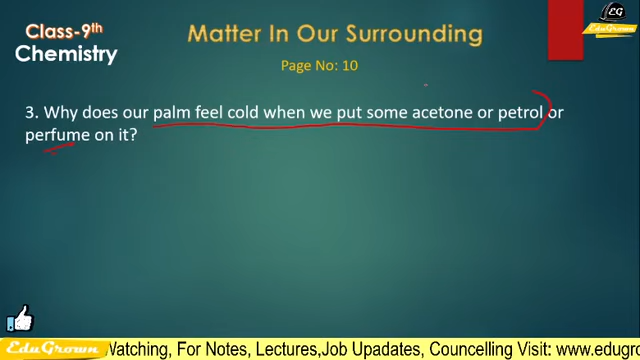 Class-9th
Chemistry
Matter In Our Surrounding
Page No: 10
EG
EduGrown
3. Why does our palm feel cold when we put some acetone or petrol or
perfume on it?
EduGrown
Watching, For Notes, Lectures,Job Upadates, Councelling Visit: www.edugro